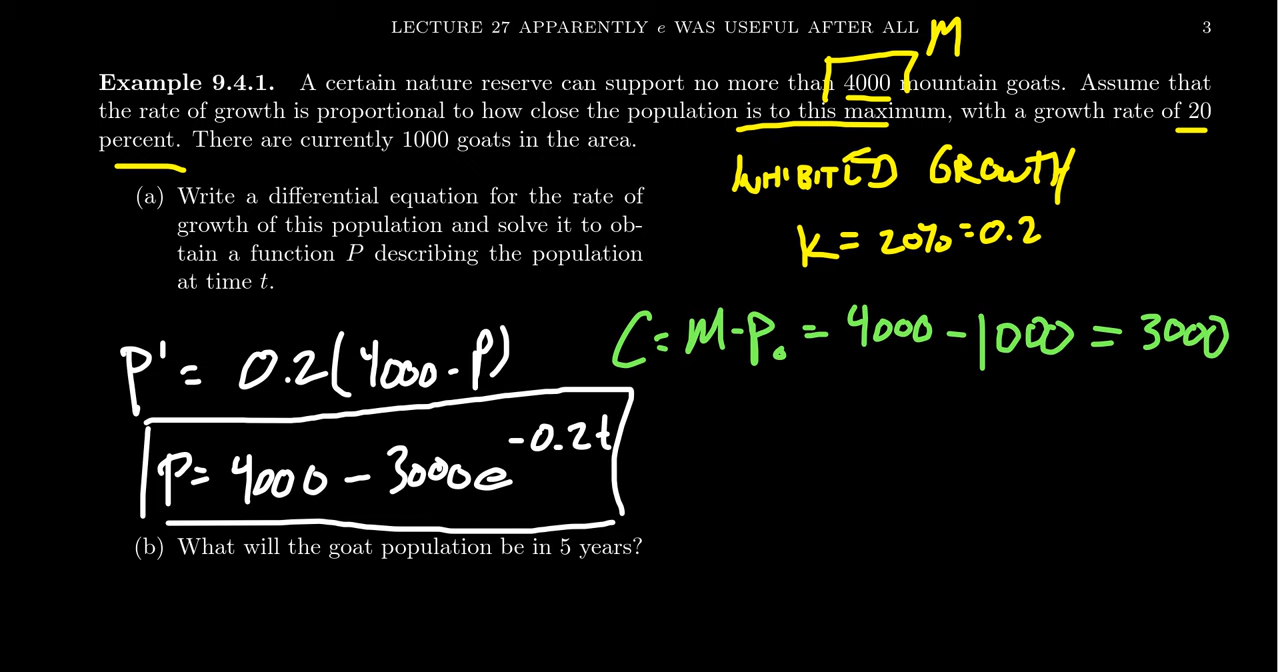 LECTURE 27 APPARENTLY e WAS USEFUL AFTER ALL 3
M
Example 9.4.1. A certain nature reserve can support no more than 4000 mountain goats. Assume that
the rate of growth is proportional to how close the population is to this maximum, with a growth rate of 20
percent. There are currently 1000 goats in the area.
INHIBITED GROWTH
(a) Write a differential equation for the rate of
growth of this population and solve it to ob-
tain a function P describing the population
at time t.
K = 20% = 0.2
C = M - P₀ = 4000 - 1000 = 3000
P' = 0.2(4000 - P)
P = 4000 - 3000e^{-0.2t}
(b) What will the goat population be in 5 years?